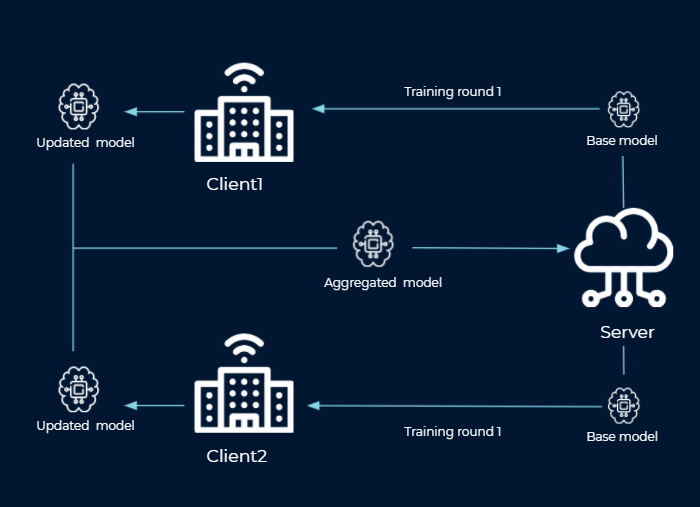 Training round 1
Updated model
Base model
Client1
Aggregated model
Server
Updated model
Training round 1
Base model
Client2